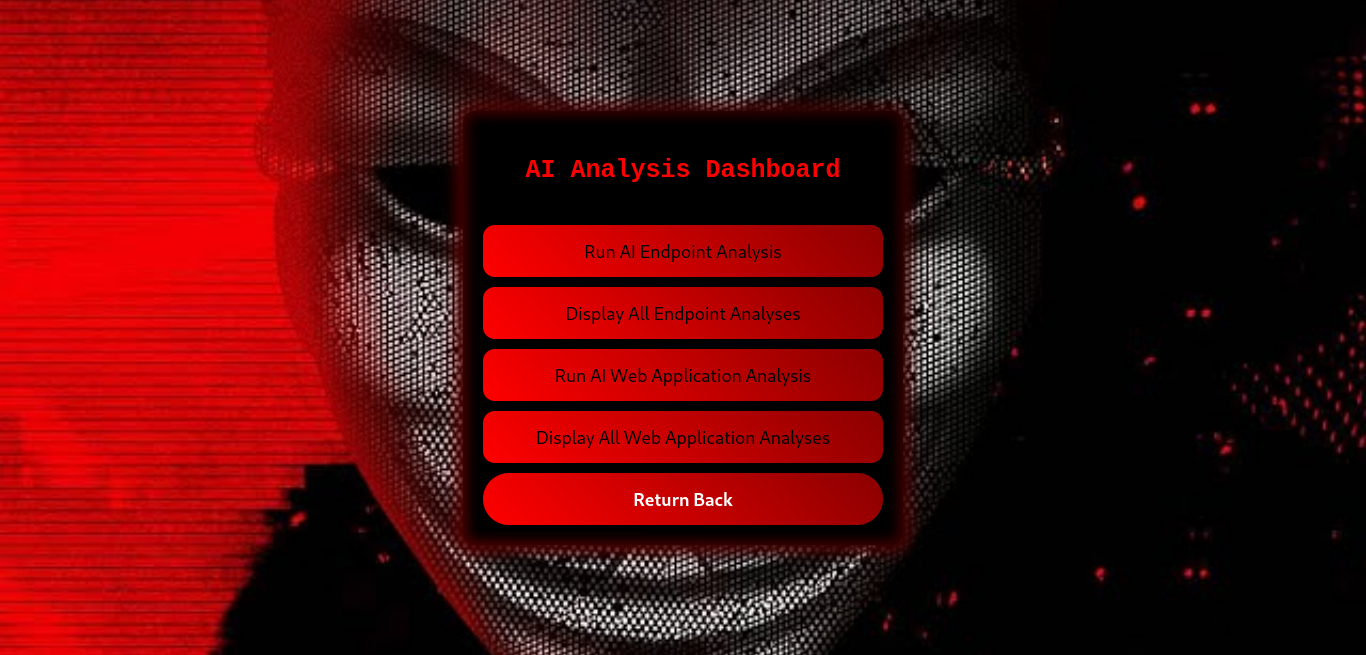 AI Analysis Dashboard
Run AI Endpoint Analysis
Display All Endpoint Analyses
Run AI Web Application Analysis
Display All Web Application Analyses
Return Back